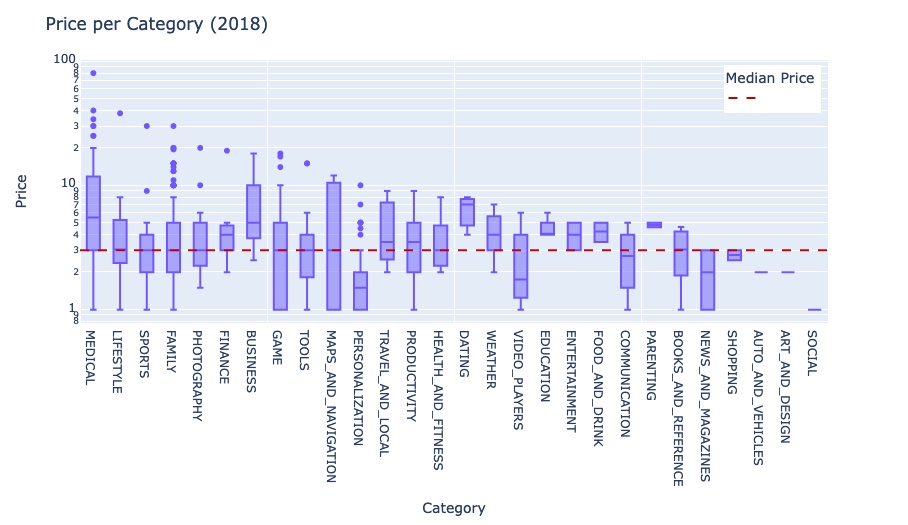 Price per Category (2018)
100
9
8
7
6
5
4
3
2
10
9
8
7
6
5
4
3
2
1
9
8
Price
Median Price
MEDICAL
LIFESTYLE
SPORTS
FAMILY
PHOTOGRAPHY
FINANCE
BUSINESS
GAME
TOOLS
MAPS_AND_NAVIGATION
PERSONALIZATION
TRAVEL_AND_LOCAL
PRODUCTIVITY
HEALTH_AND_FITNESS
DATING
WEATHER
VIDEO_PLAYERS
EDUCATION
ENTERTAINMENT
FOOD_AND_DRINK
COMMUNICATION
PARENTING
BOOKS_AND_REFERENCE
NEWS_AND_MAGAZINES
SHOPPING
AUTO_AND_VEHICLES
ART_AND_DESIGN
SOCIAL
Category